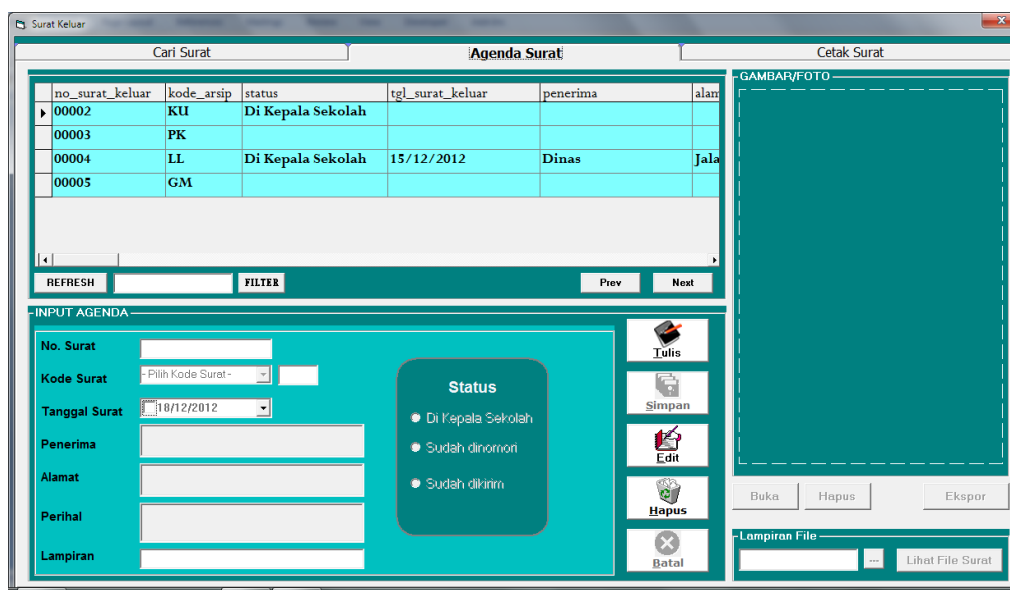 Surat Keluar
Cari Surat Agenda Surat Cetak Surat
no_surat_keluar kode_arsip status tgl_surat_keluar penerima alam
00002 KU Di Kepala Sekolah
00003 PK
00004 LL Di Kepala Sekolah 15/12/2012 Dinas Jala
00005 GM
REFRESH FILTER Prev Next
GAMBAR/FOTO
INPUT AGENDA
No. Surat
Kode Surat - Pilih Kode Surat -
Tanggal Surat 18/12/2012
Penerima
Alamat
Perihal
Lampiran
Status
Di Kepala Sekolah
Sudah dinomori
Sudah dikirim
Tulis
Simpan
Edit
Hapus
Batal
Buka Hapus Ekspor
Lampiran File
... Lihat File Surat